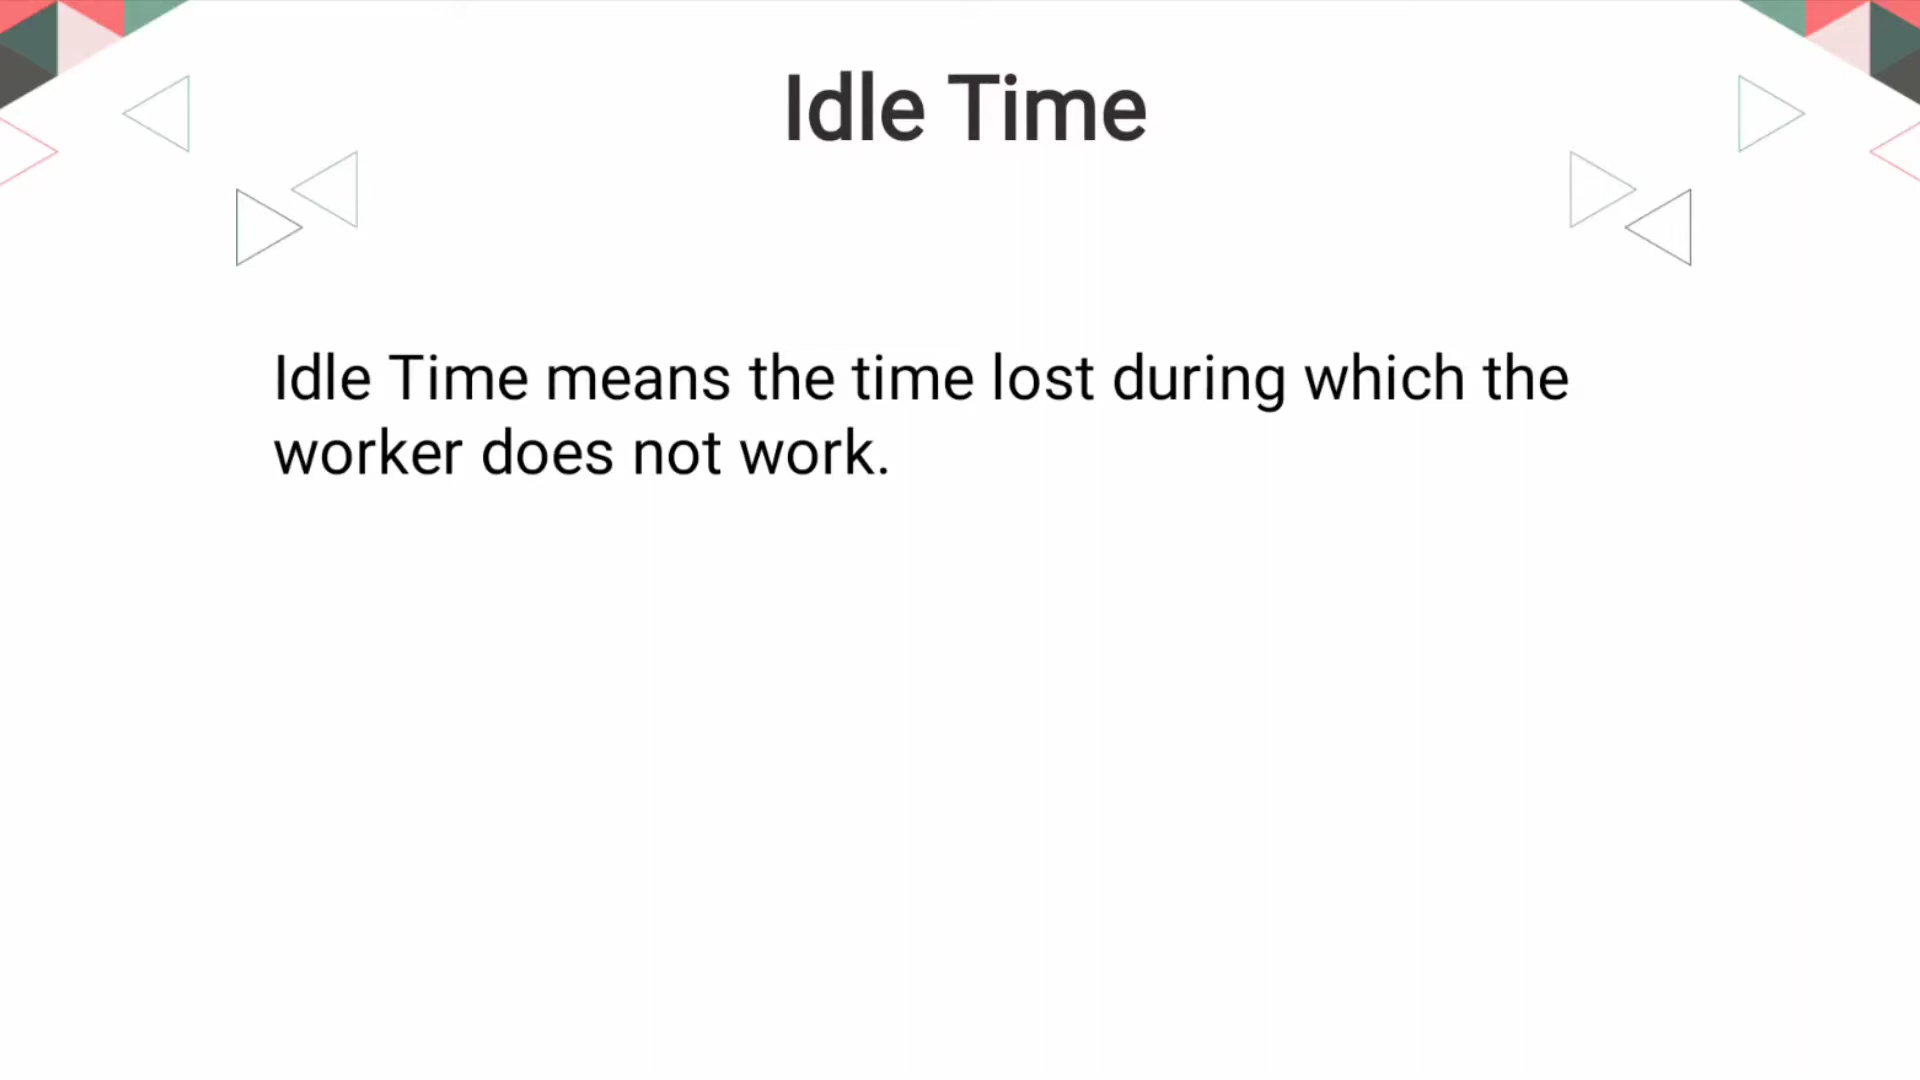 Idle Time
Idle Time means the time lost during which the
worker does not work.